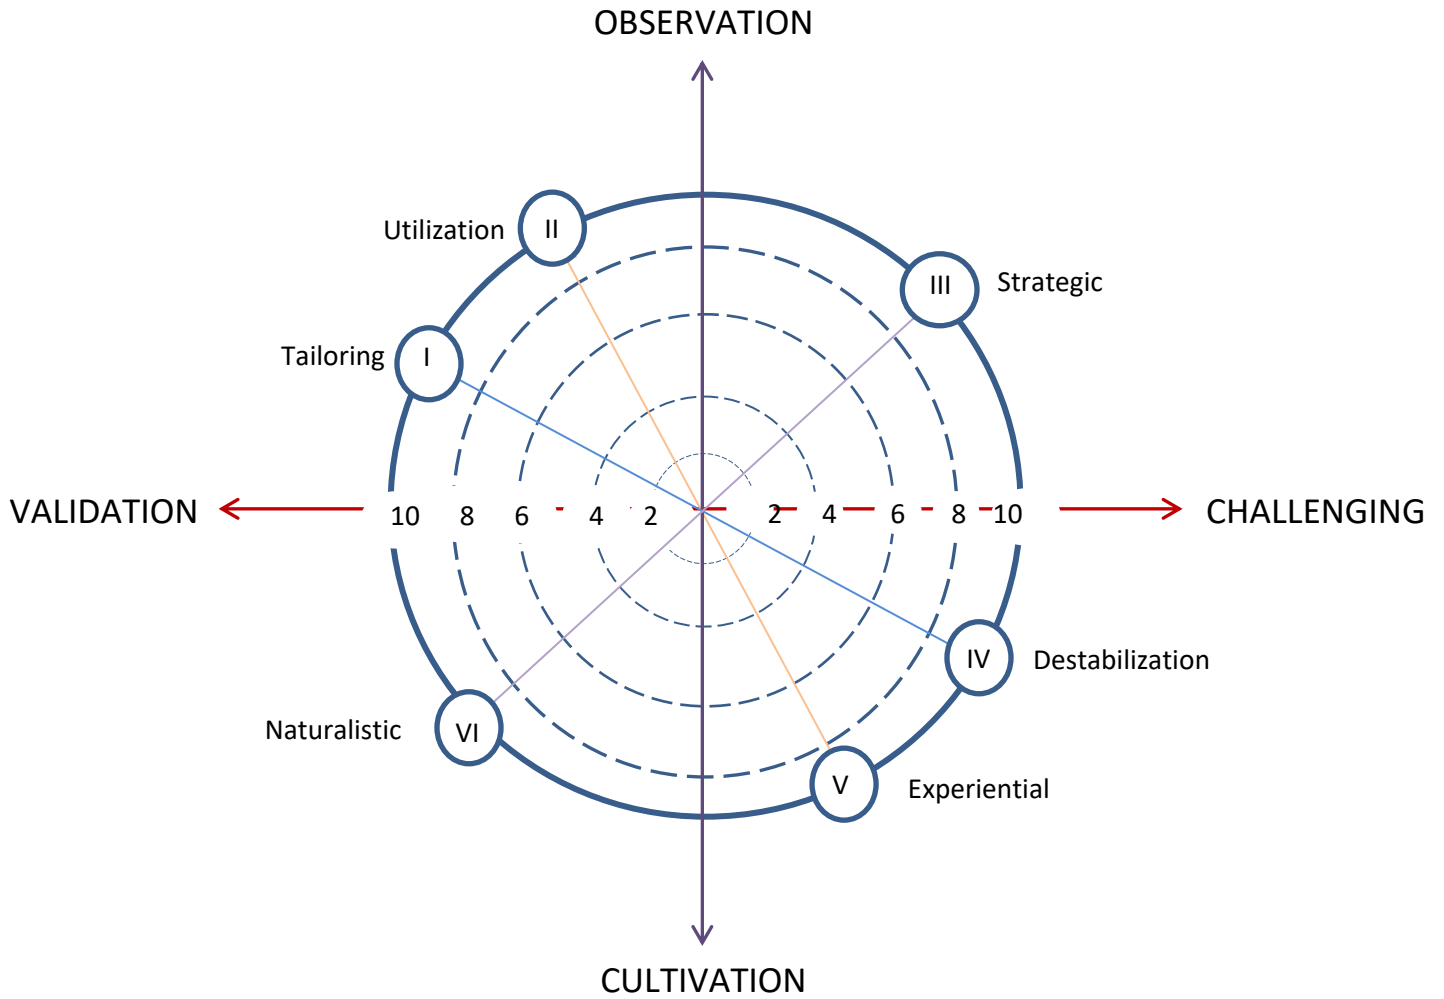 OBSERVATION
Utilization
II
III
Strategic
Tailoring
I
VALIDATION
10 8 6 4 2 2 4 6 8 10
CHALLENGING
IV
Destabilization
Naturalistic
VI
V
Experiential
CULTIVATION